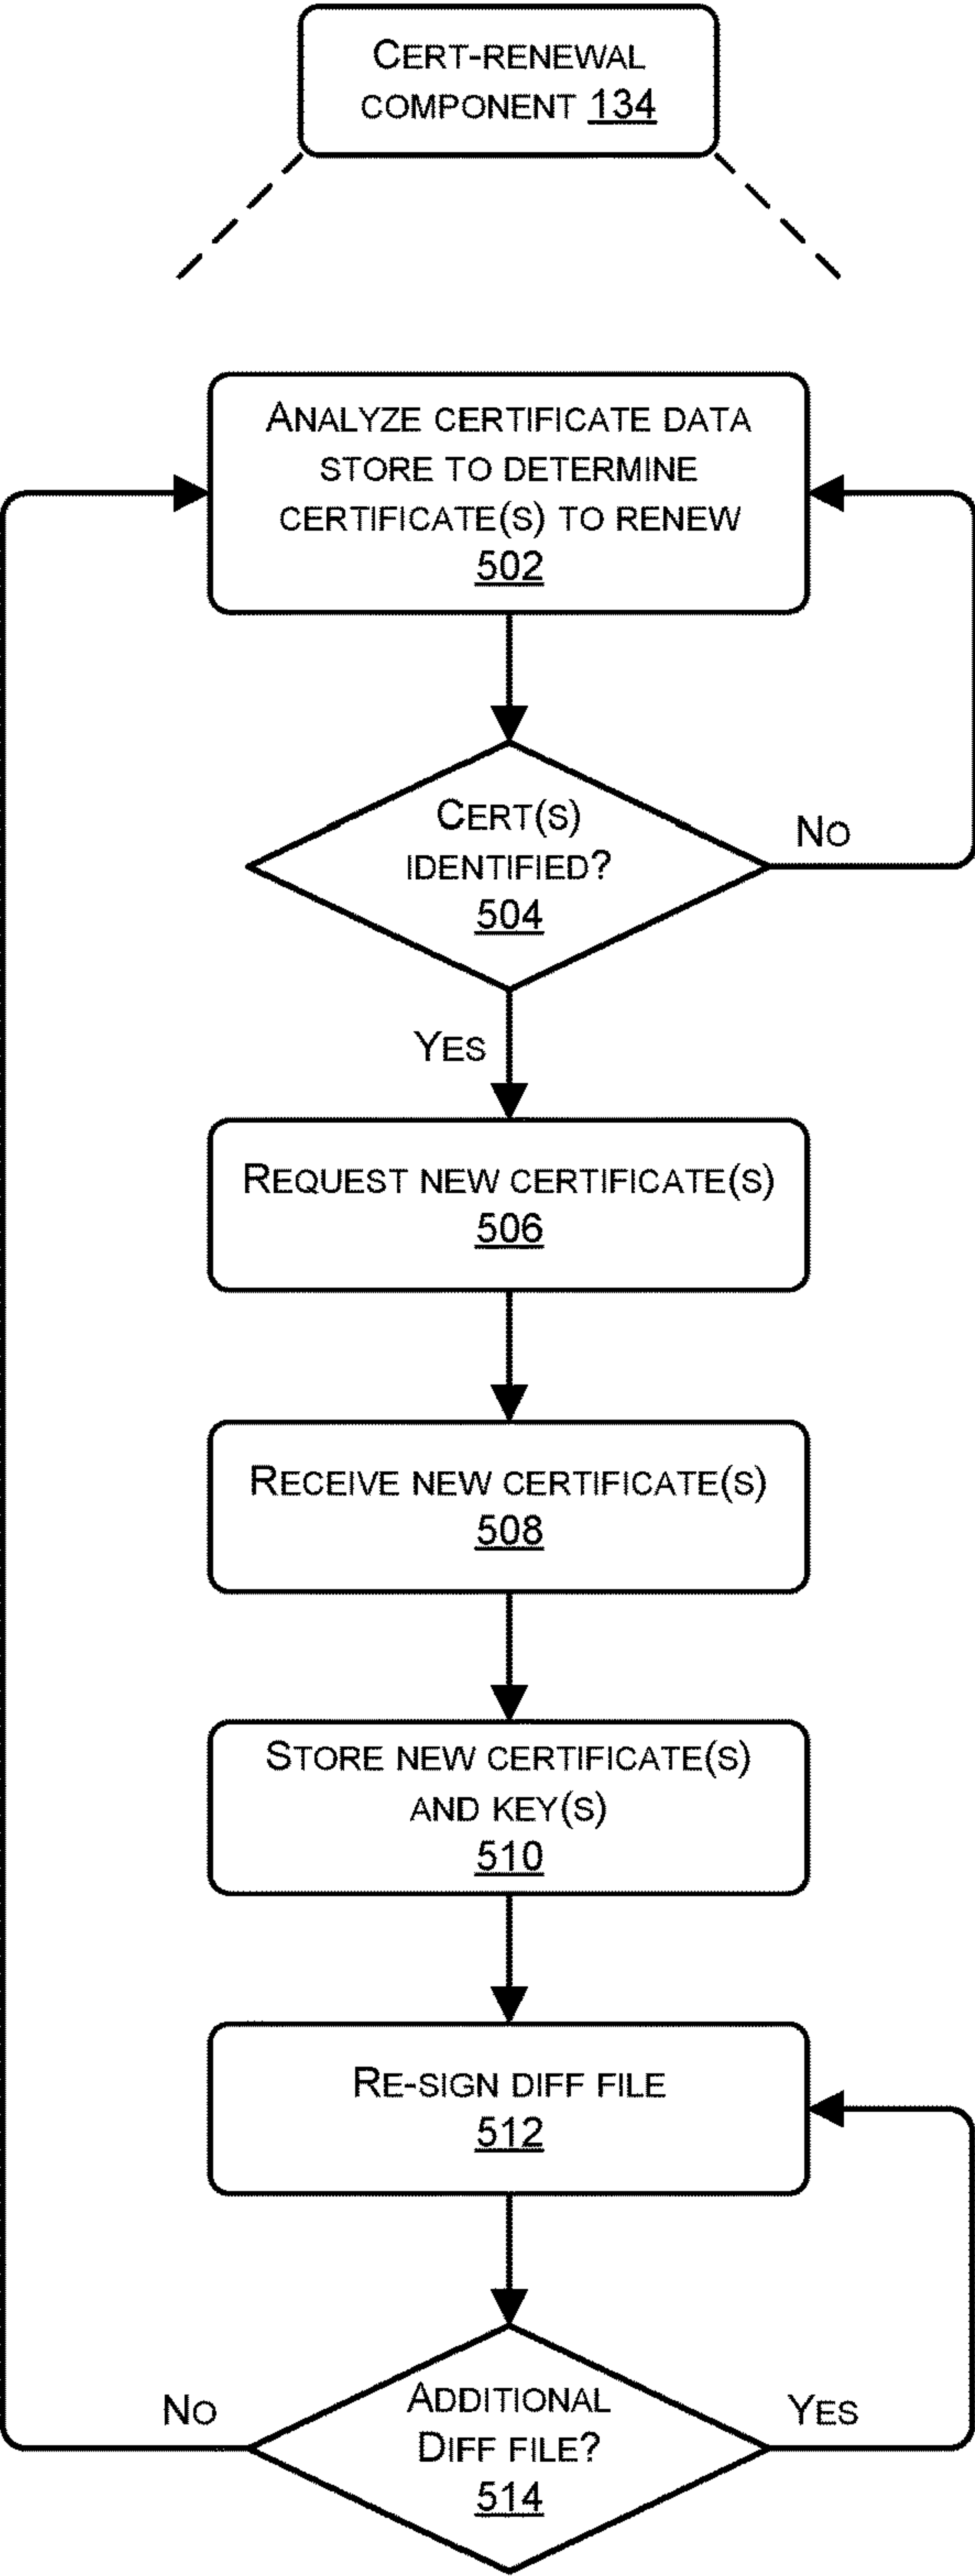 CERT-RENEWAL
COMPONENT 134
ANALYZE CERTIFICATE DATA
STORE TO DETERMINE
CERTIFICATE(S) TO RENEW
502
CERT(S)
IDENTIFIED?
504
NO
YES
REQUEST NEW CERTIFICATE(S)
506
RECEIVE NEW CERTIFICATE(S)
508
STORE NEW CERTIFICATE(S)
AND KEY(S)
510
RE-SIGN DIFF FILE
512
NO
ADDITIONAL
DIFF FILE?
514
YES